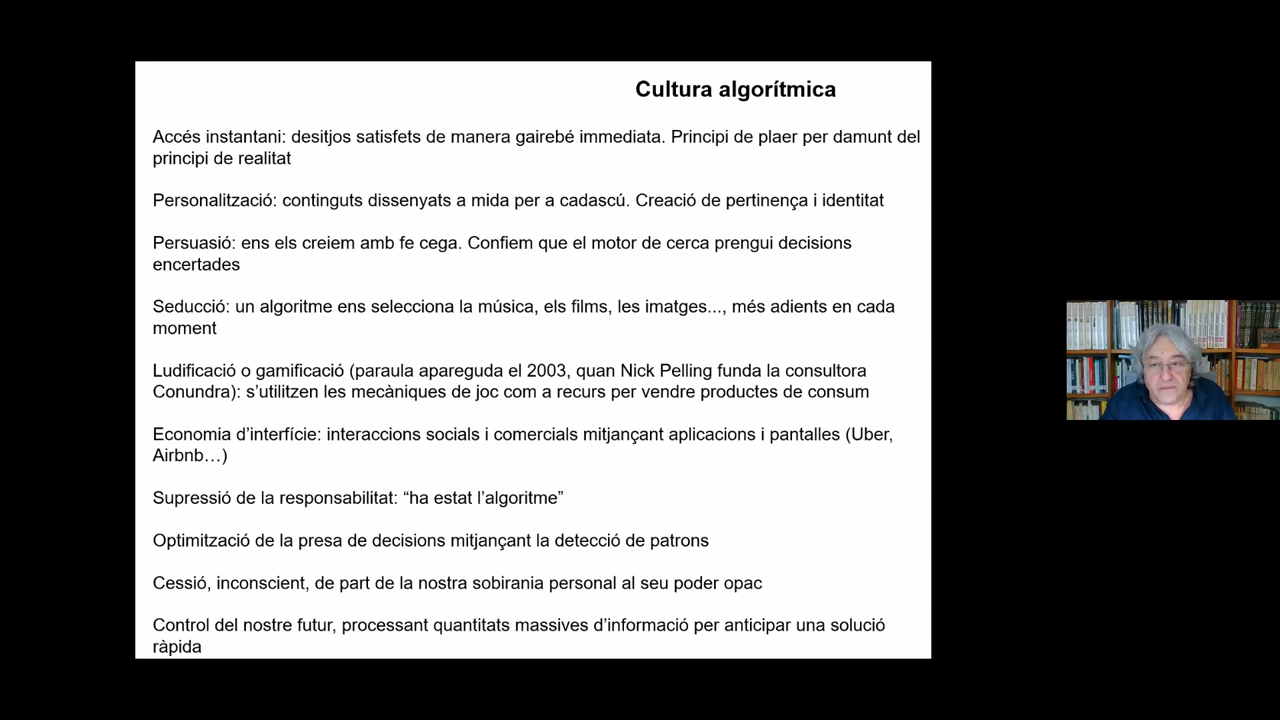 Cultura algorítmica
Accés instantani: desitjos satisfets de manera gairebé immediata. Principi de plaer per damunt del
principi de realitat
Personalització: continguts dissenyats a mida per a cadascú. Creació de pertinença i identitat
Persuasió: ens els creiem amb fe cega. Confiem que el motor de cerca prengui decisions
encertades
Seducció: un algoritme ens selecciona la música, els films, les imatges..., més adients en cada
moment
Ludificació o gamificació (paraula apareguda el 2003, quan Nick Pelling funda la consultora
Conundra): s’utilitzen les mecàniques de joc com a recurs per vendre productes de consum
Economia d’interfície: interaccions socials i comercials mitjançant aplicacions i pantalles (Uber,
Airbnb…)
Supressió de la responsabilitat: “ha estat l’algoritme”
Optimització de la presa de decisions mitjançant la detecció de patrons
Cessió, inconscient, de part de la nostra sobirania personal al seu poder opac
Control del nostre futur, processant quantitats massives d’informació per anticipar una solució
ràpida